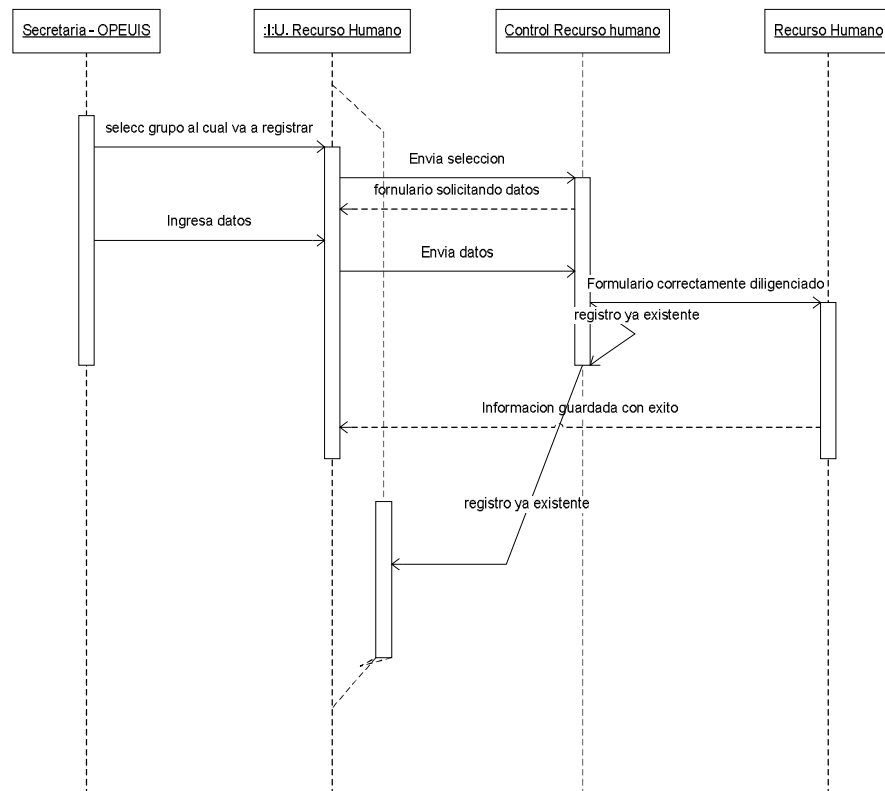 Secretaria - OPEUIS
:I:U. Recurso Humano
Control Recurso humano
Recurso Humano
selecc grupo al cual va a registrar
Envia seleccion
fornulario solicitando datos
Ingresa datos
Envia datos
Formulario correctamente diligenciado
registro ya existente
Informacion guardada con exito
registro ya existente